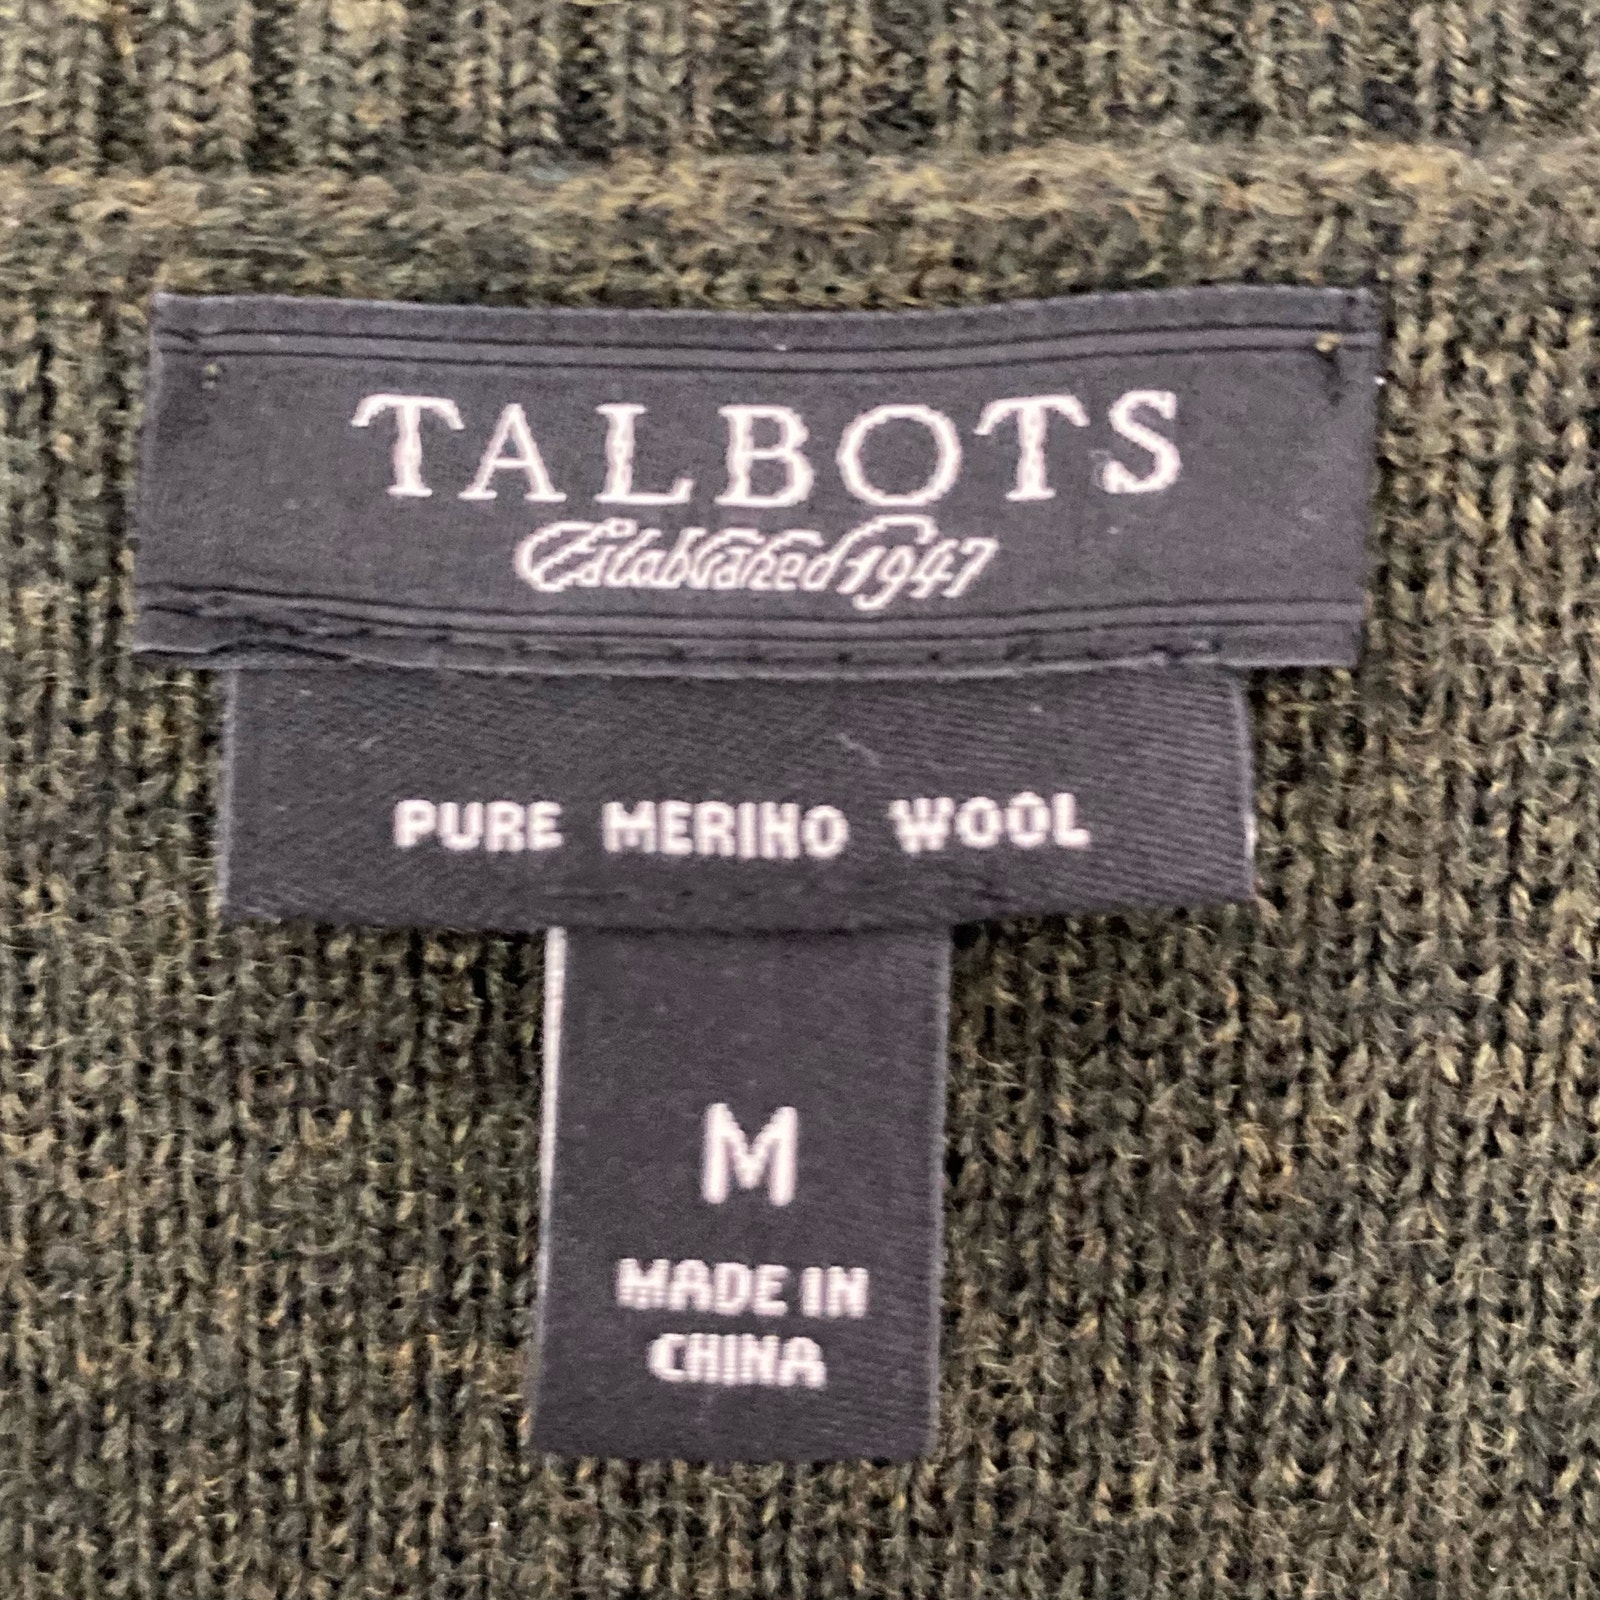 TALBOTS
Established 1947
PURE MERINO WOOL
M
MADE IN
CHINA